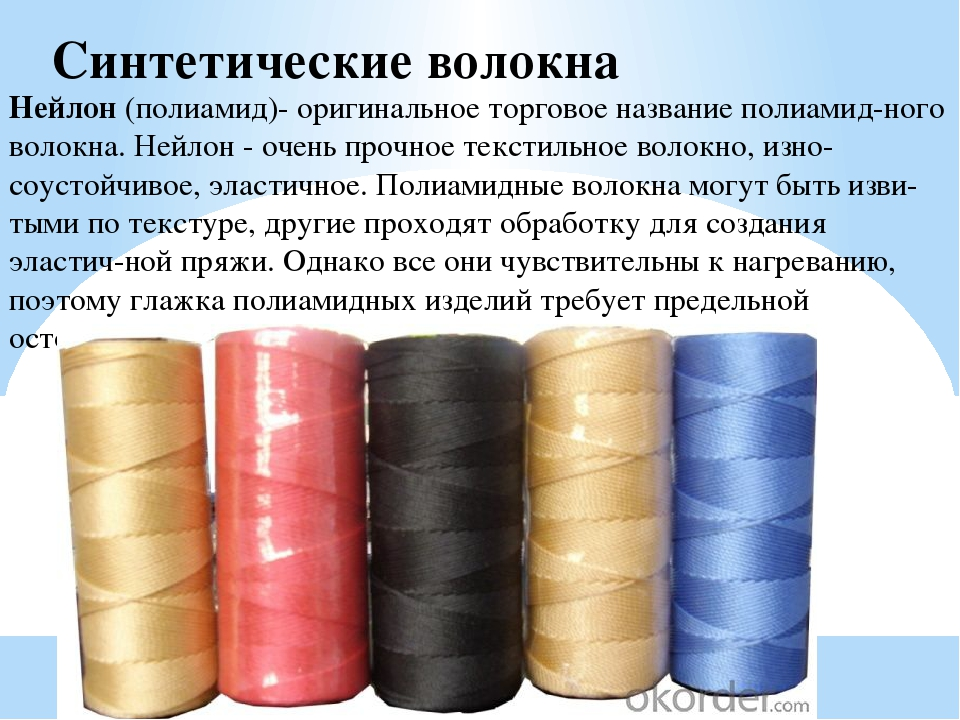 Синтетические волокна
Нейлон (полиамид)- оригинальное торговое название полиамид-ного
волокна. Нейлон - очень прочное текстильное волокно, изно-
соустойчивое, эластичное. Полиамидные волокна могут быть изви-
тыми по текстуре, другие проходят обработку для создания
эластич-ной пряжи. Однако все они чувствительны к нагреванию,
поэтому глажка полиамидных изделий требует предельной
okorder.com